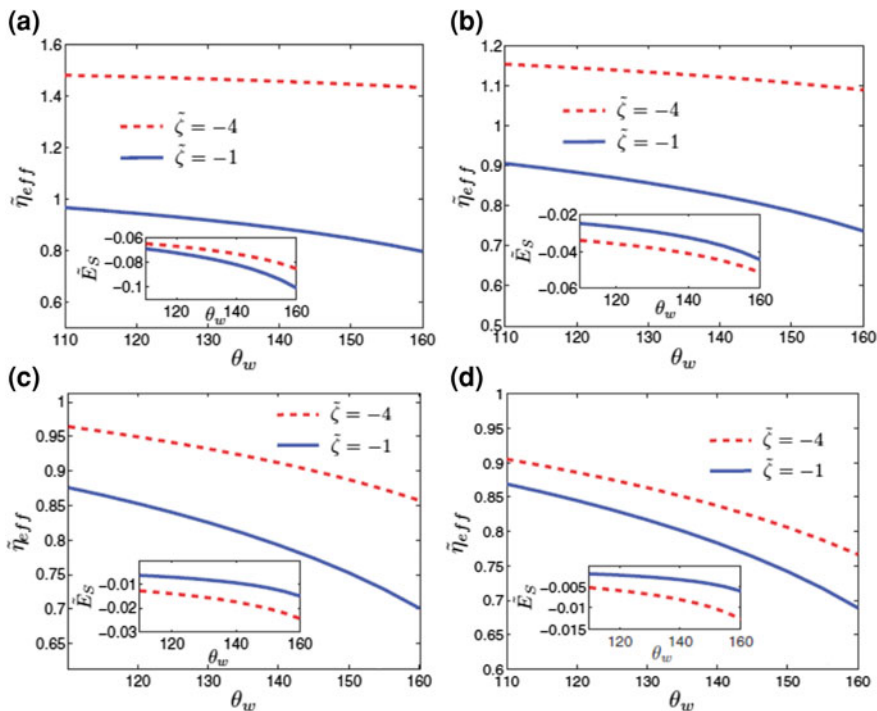 (a)
1.6
1.4
1.2
1
0.8
0.6
η̃eff
ζ̃ = −4
ζ̃ = −1
−0.06
−0.08
−0.1
ẼS
120 140 160
θw
110 120 130 140 150 160
θw
(b)
1.2
1.1
1
0.9
0.8
0.7
0.6
0.5
η̃eff
ζ̃ = −4
ζ̃ = −1
−0.02
−0.04
−0.06
ẼS
120 140 160
θw
110 120 130 140 150 160
θw
(c)
1
0.95
0.9
0.85
0.8
0.75
0.7
0.65
η̃eff
ζ̃ = −4
ζ̃ = −1
−0.01
−0.02
−0.03
ẼS
120 140 160
θw
120 130 140 150 160
θw
(d)
1
0.95
0.9
0.85
0.8
0.75
0.7
0.65
0.6
η̃eff
ζ̃ = −4
ζ̃ = −1
−0.005
−0.01
−0.015
ẼS
120 140 160
θw
110 120 130 140 150 160
θw